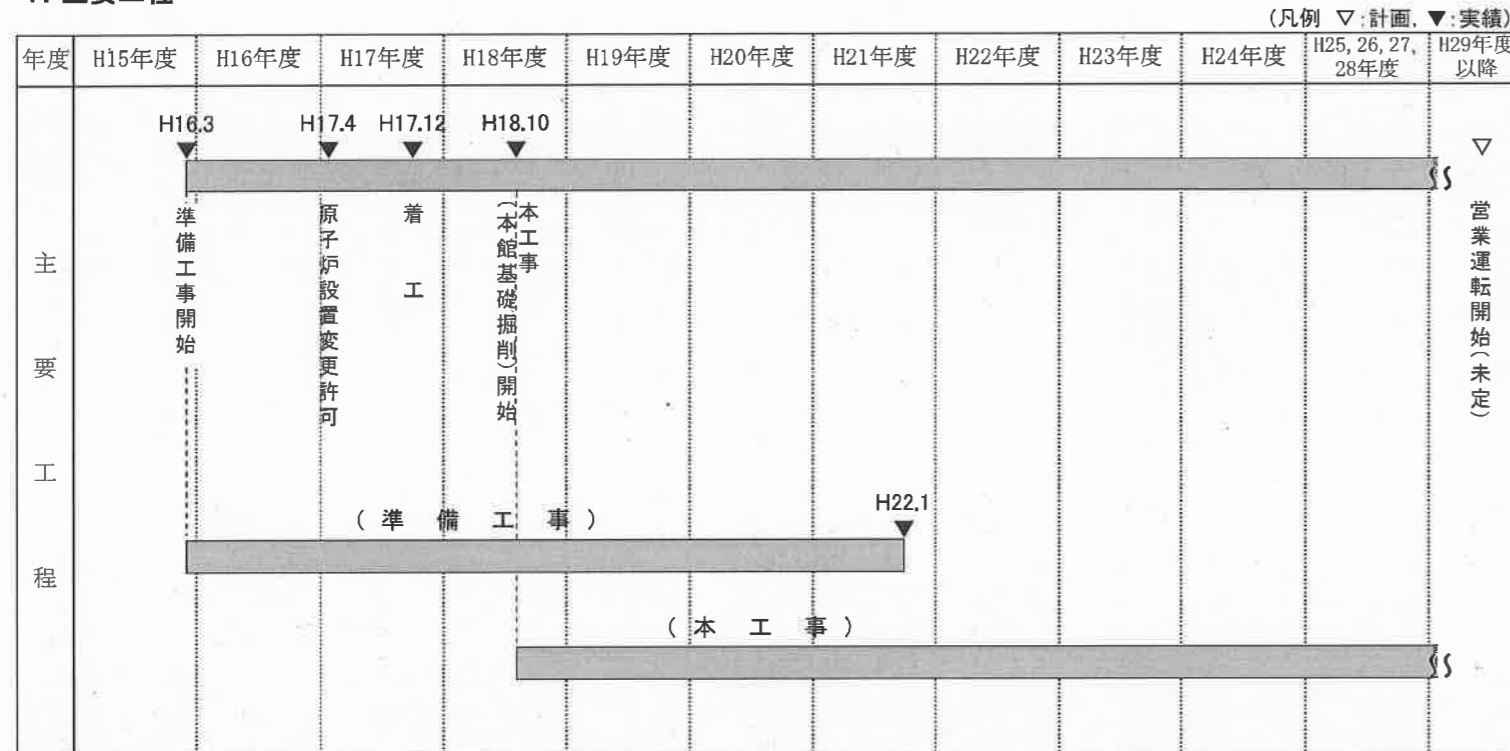 (凡例 ▽:計画, ▼:実績)
年度 H15年度 H16年度 H17年度 H18年度 H19年度 H20年度 H21年度 H22年度 H23年度 H24年度 H25,26,27,28年度 H29年度以降
主要工程
H16.3 H17.4 H17.12 H18.10
準備工事開始
原子炉設置変更許可
着工
本工事
(本館基礎掘削)開始
営業運転開始(未定)
(準備工事)
H22.1
(本工事)